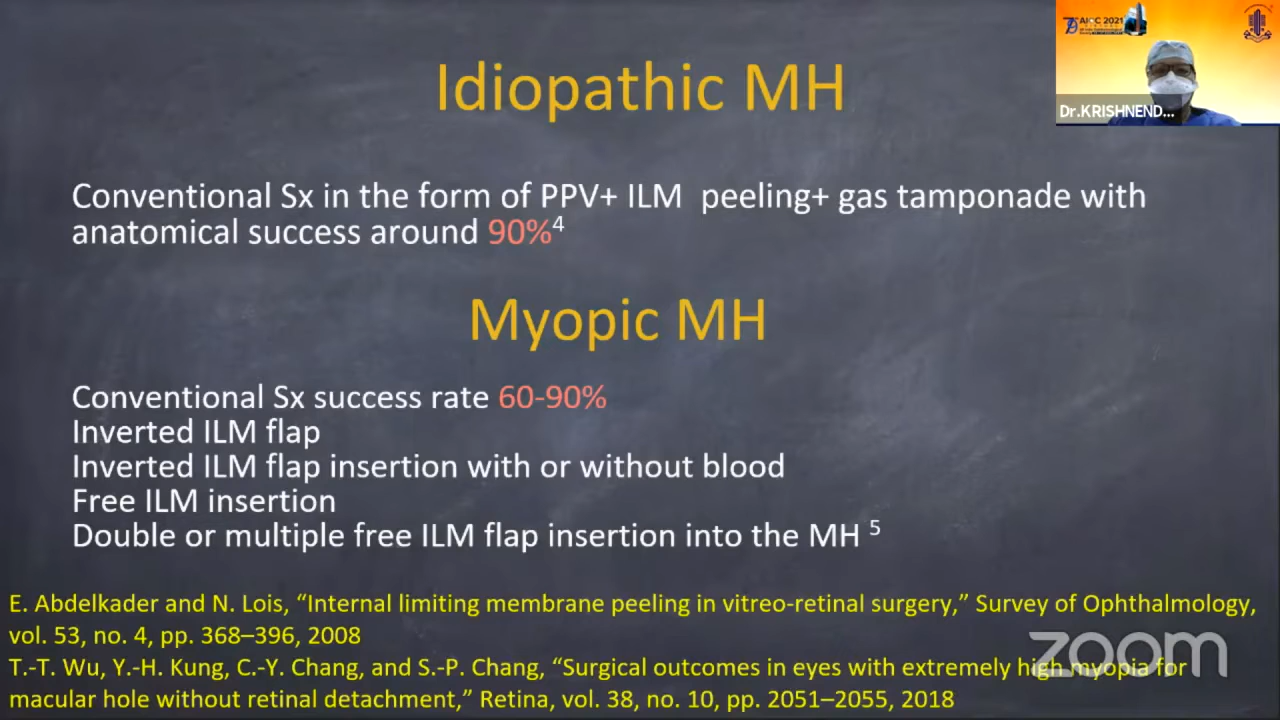 Idiopathic MH
AIOC 2021
Dr.KRISHNEND...
Conventional Sx in the form of PPV+ ILM peeling+ gas tamponade with
anatomical success around 90%4
Myopic MH
Conventional Sx success rate 60-90%
Inverted ILM flap
Inverted ILM flap insertion with or without blood
Free ILM insertion
Double or multiple free ILM flap insertion into the MH 5
E. Abdelkader and N. Lois, “Internal limiting membrane peeling in vitreo-retinal surgery,” Survey of Ophthalmology,
vol. 53, no. 4, pp. 368–396, 2008
T.-T. Wu, Y.-H. Kung, C.-Y. Chang, and S.-P. Chang, “Surgical outcomes in eyes with extremely high myopia for
macular hole without retinal detachment,” Retina, vol. 38, no. 10, pp. 2051–2055, 2018
zoom